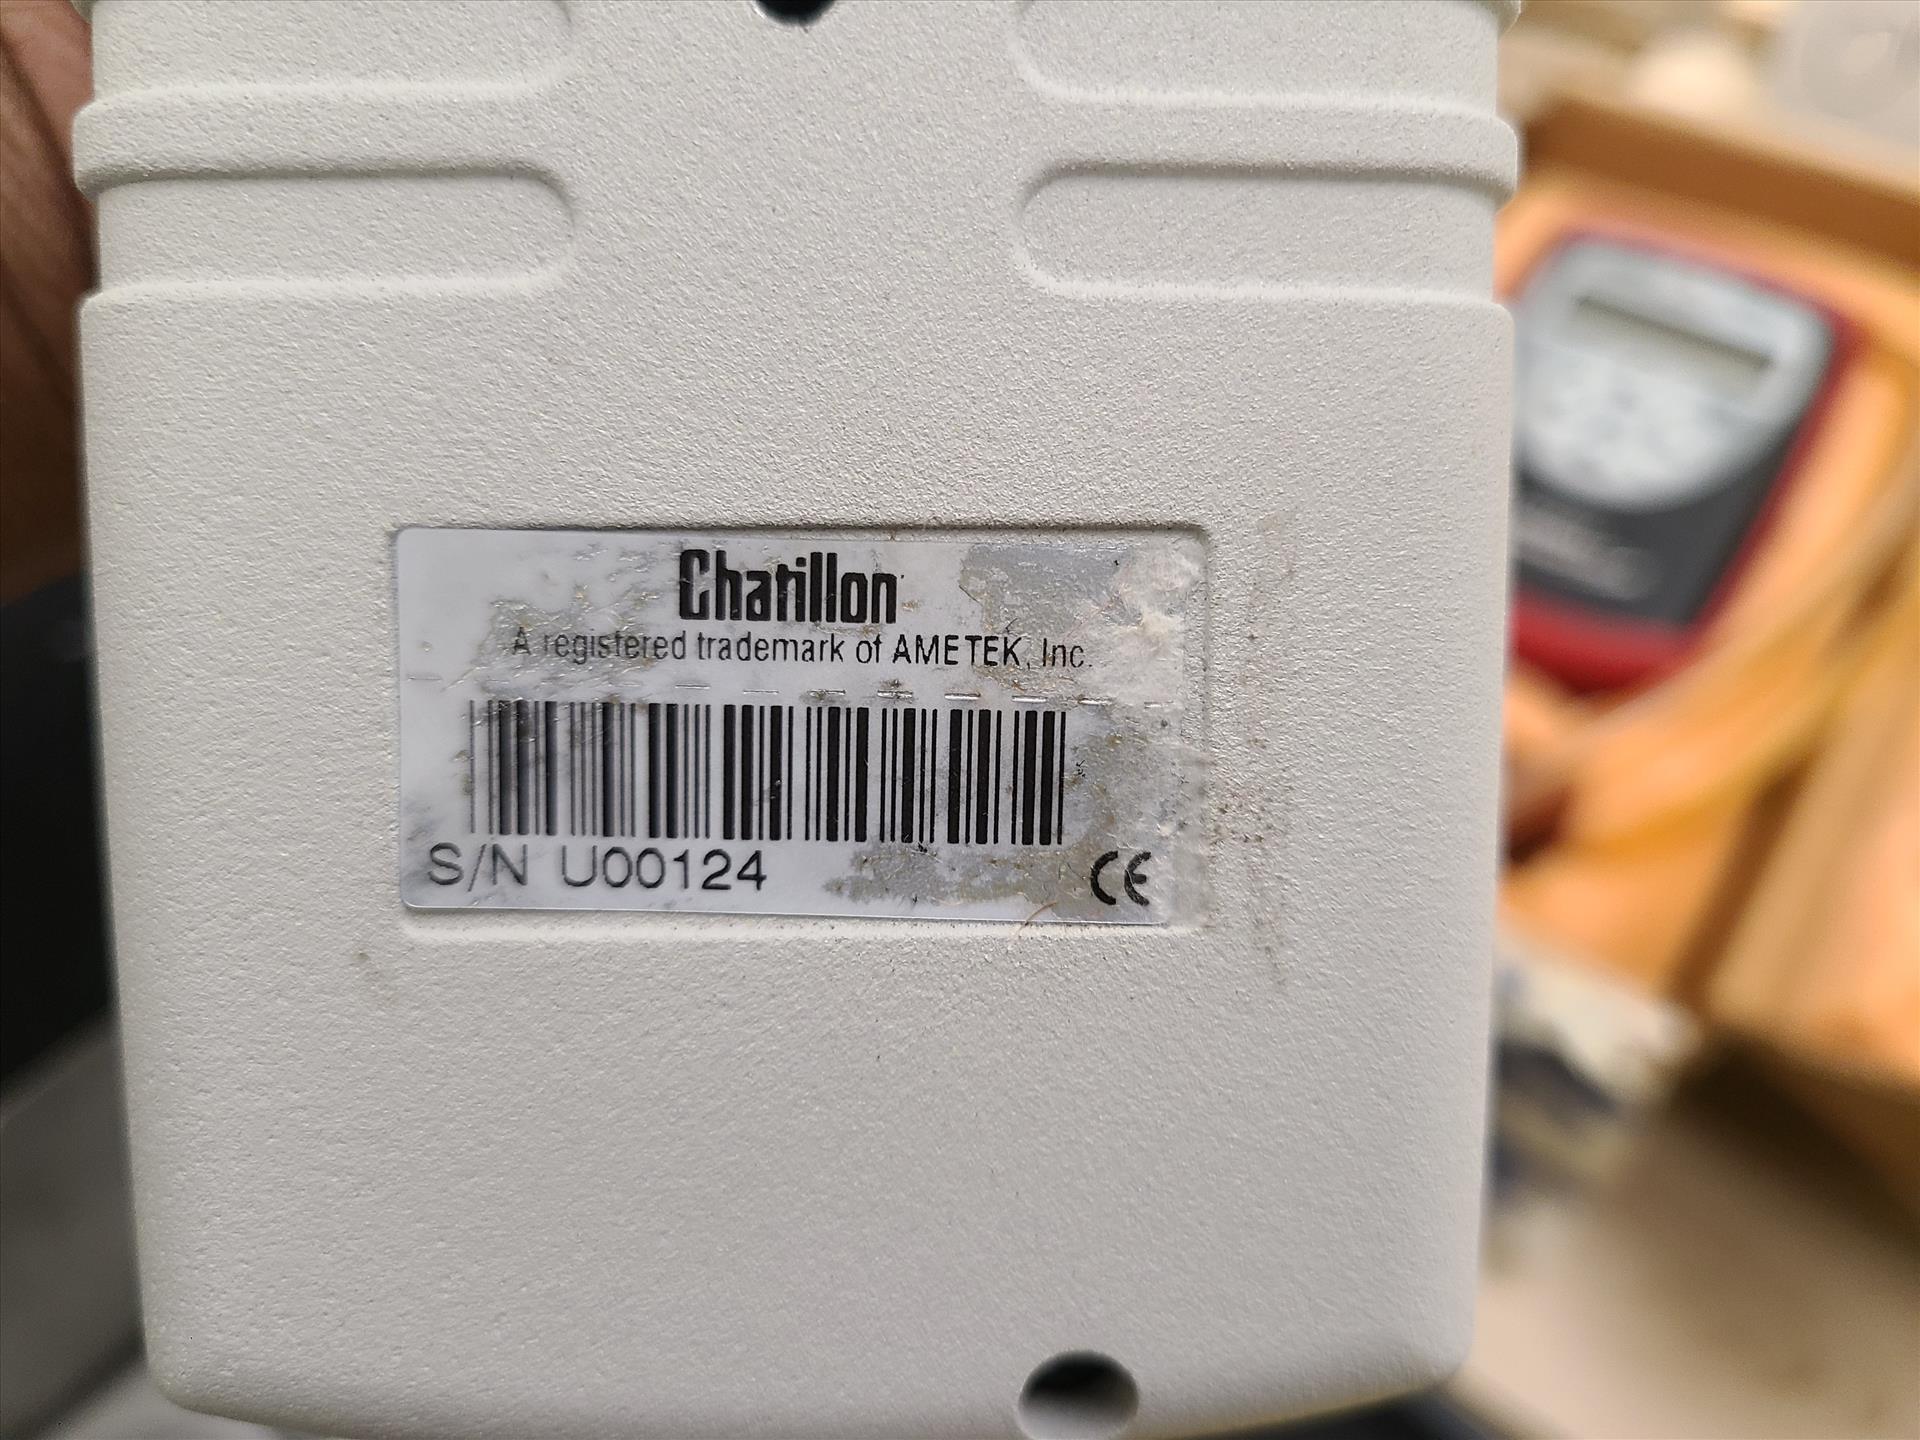 Chatillon
A registered trademark of AMETEK, Inc.
S/N U00124
CE